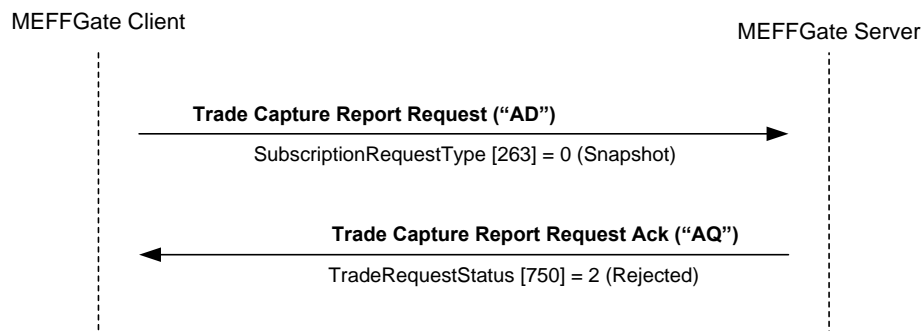 MEFFGate Client
MEFFGate Server
Trade Capture Report Request (“AD”)
SubscriptionRequestType [263] = 0 (Snapshot)
Trade Capture Report Request Ack (“AQ”)
TradeRequestStatus [750] = 2 (Rejected)